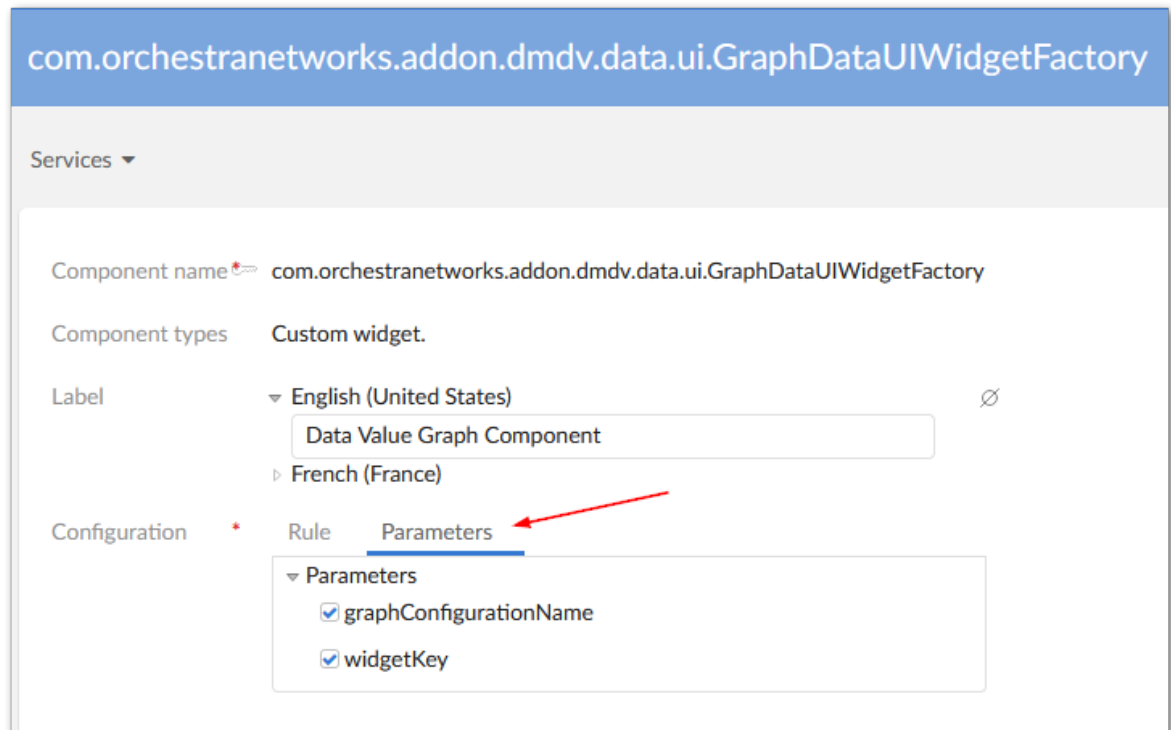 com.orchestranetworks.addon.dmdv.data.ui.GraphDataUIWidgetFactory
Services
Component name* com.orchestranetworks.addon.dmdv.data.ui.GraphDataUIWidgetFactory
Component types Custom widget.
Label English (United States)
Data Value Graph Component
French (France)
Configuration * Rule Parameters
Parameters
graphConfigurationName
widgetKey